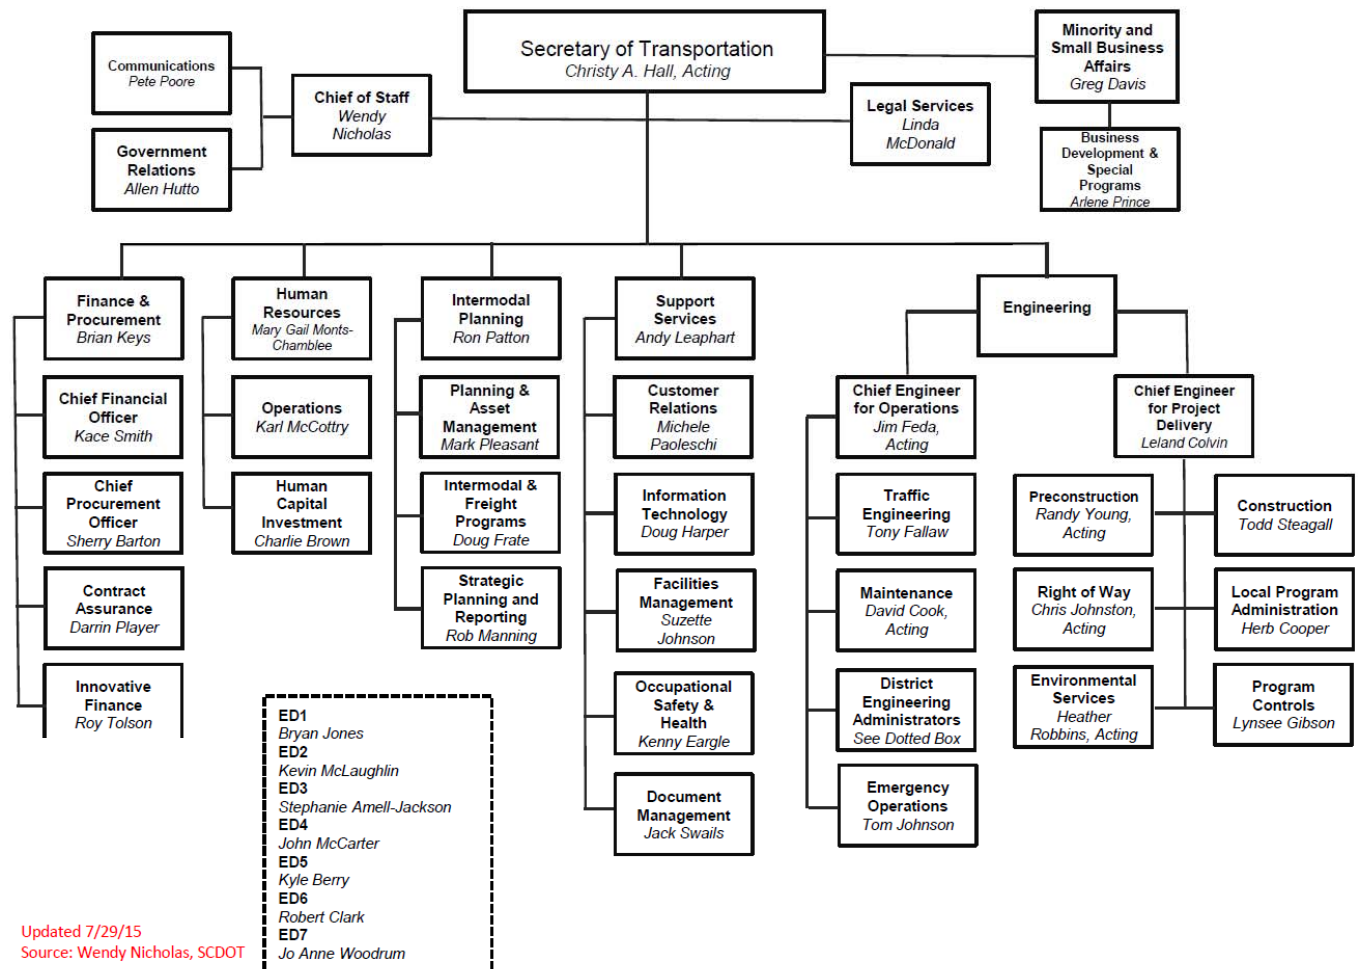 Secretary of Transportation
Christy A. Hall, Acting
Minority and
Small Business
Affairs
Greg Davis
Business
Development &
Special
Programs
Arlene Prince
Communications
Pete Poore
Government
Relations
Allen Hutto
Chief of Staff
Wendy
Nicholas
Legal Services
Linda
McDonald
Finance &
Procurement
Brian Keys
Chief Financial
Officer
Kace Smith
Chief
Procurement
Officer
Sherry Barton
Contract
Assurance
Darrin Player
Innovative
Finance
Roy Tolson
Human
Resources
Mary Gail Monts-
Chamblee
Operations
Karl McCottry
Human
Capital
Investment
Charlie Brown
Intermodal
Planning
Ron Patton
Planning &
Asset
Management
Mark Pleasant
Intermodal &
Freight
Programs
Doug Frate
Strategic
Planning and
Reporting
Rob Manning
Support
Services
Andy Leaphart
Customer
Relations
Michele
Paoleschi
Information
Technology
Doug Harper
Facilities
Management
Suzette
Johnson
Occupational
Safety &
Health
Kenny Eargle
Document
Management
Jack Swails
Engineering
Chief Engineer
for Operations
Jim Feda,
Acting
Traffic
Engineering
Tony Fallaw
Maintenance
David Cook,
Acting
District
Engineering
Administrators
See Dotted Box
Emergency
Operations
Tom Johnson
Chief Engineer
for Project
Delivery
Leland Colvin
Preconstruction
Randy Young,
Acting
Right of Way
Chris Johnston,
Acting
Environmental
Services
Heather
Robbins, Acting
Construction
Todd Steagall
Local Program
Administration
Herb Cooper
Program
Controls
Lynsee Gibson
ED1
Bryan Jones
ED2
Kevin McLaughlin
ED3
Stephanie Amell-Jackson
ED4
John McCarter
ED5
Kyle Berry
ED6
Robert Clark
ED7
Jo Anne Woodrum
Updated 7/29/15
Source: Wendy Nicholas, SCDOT